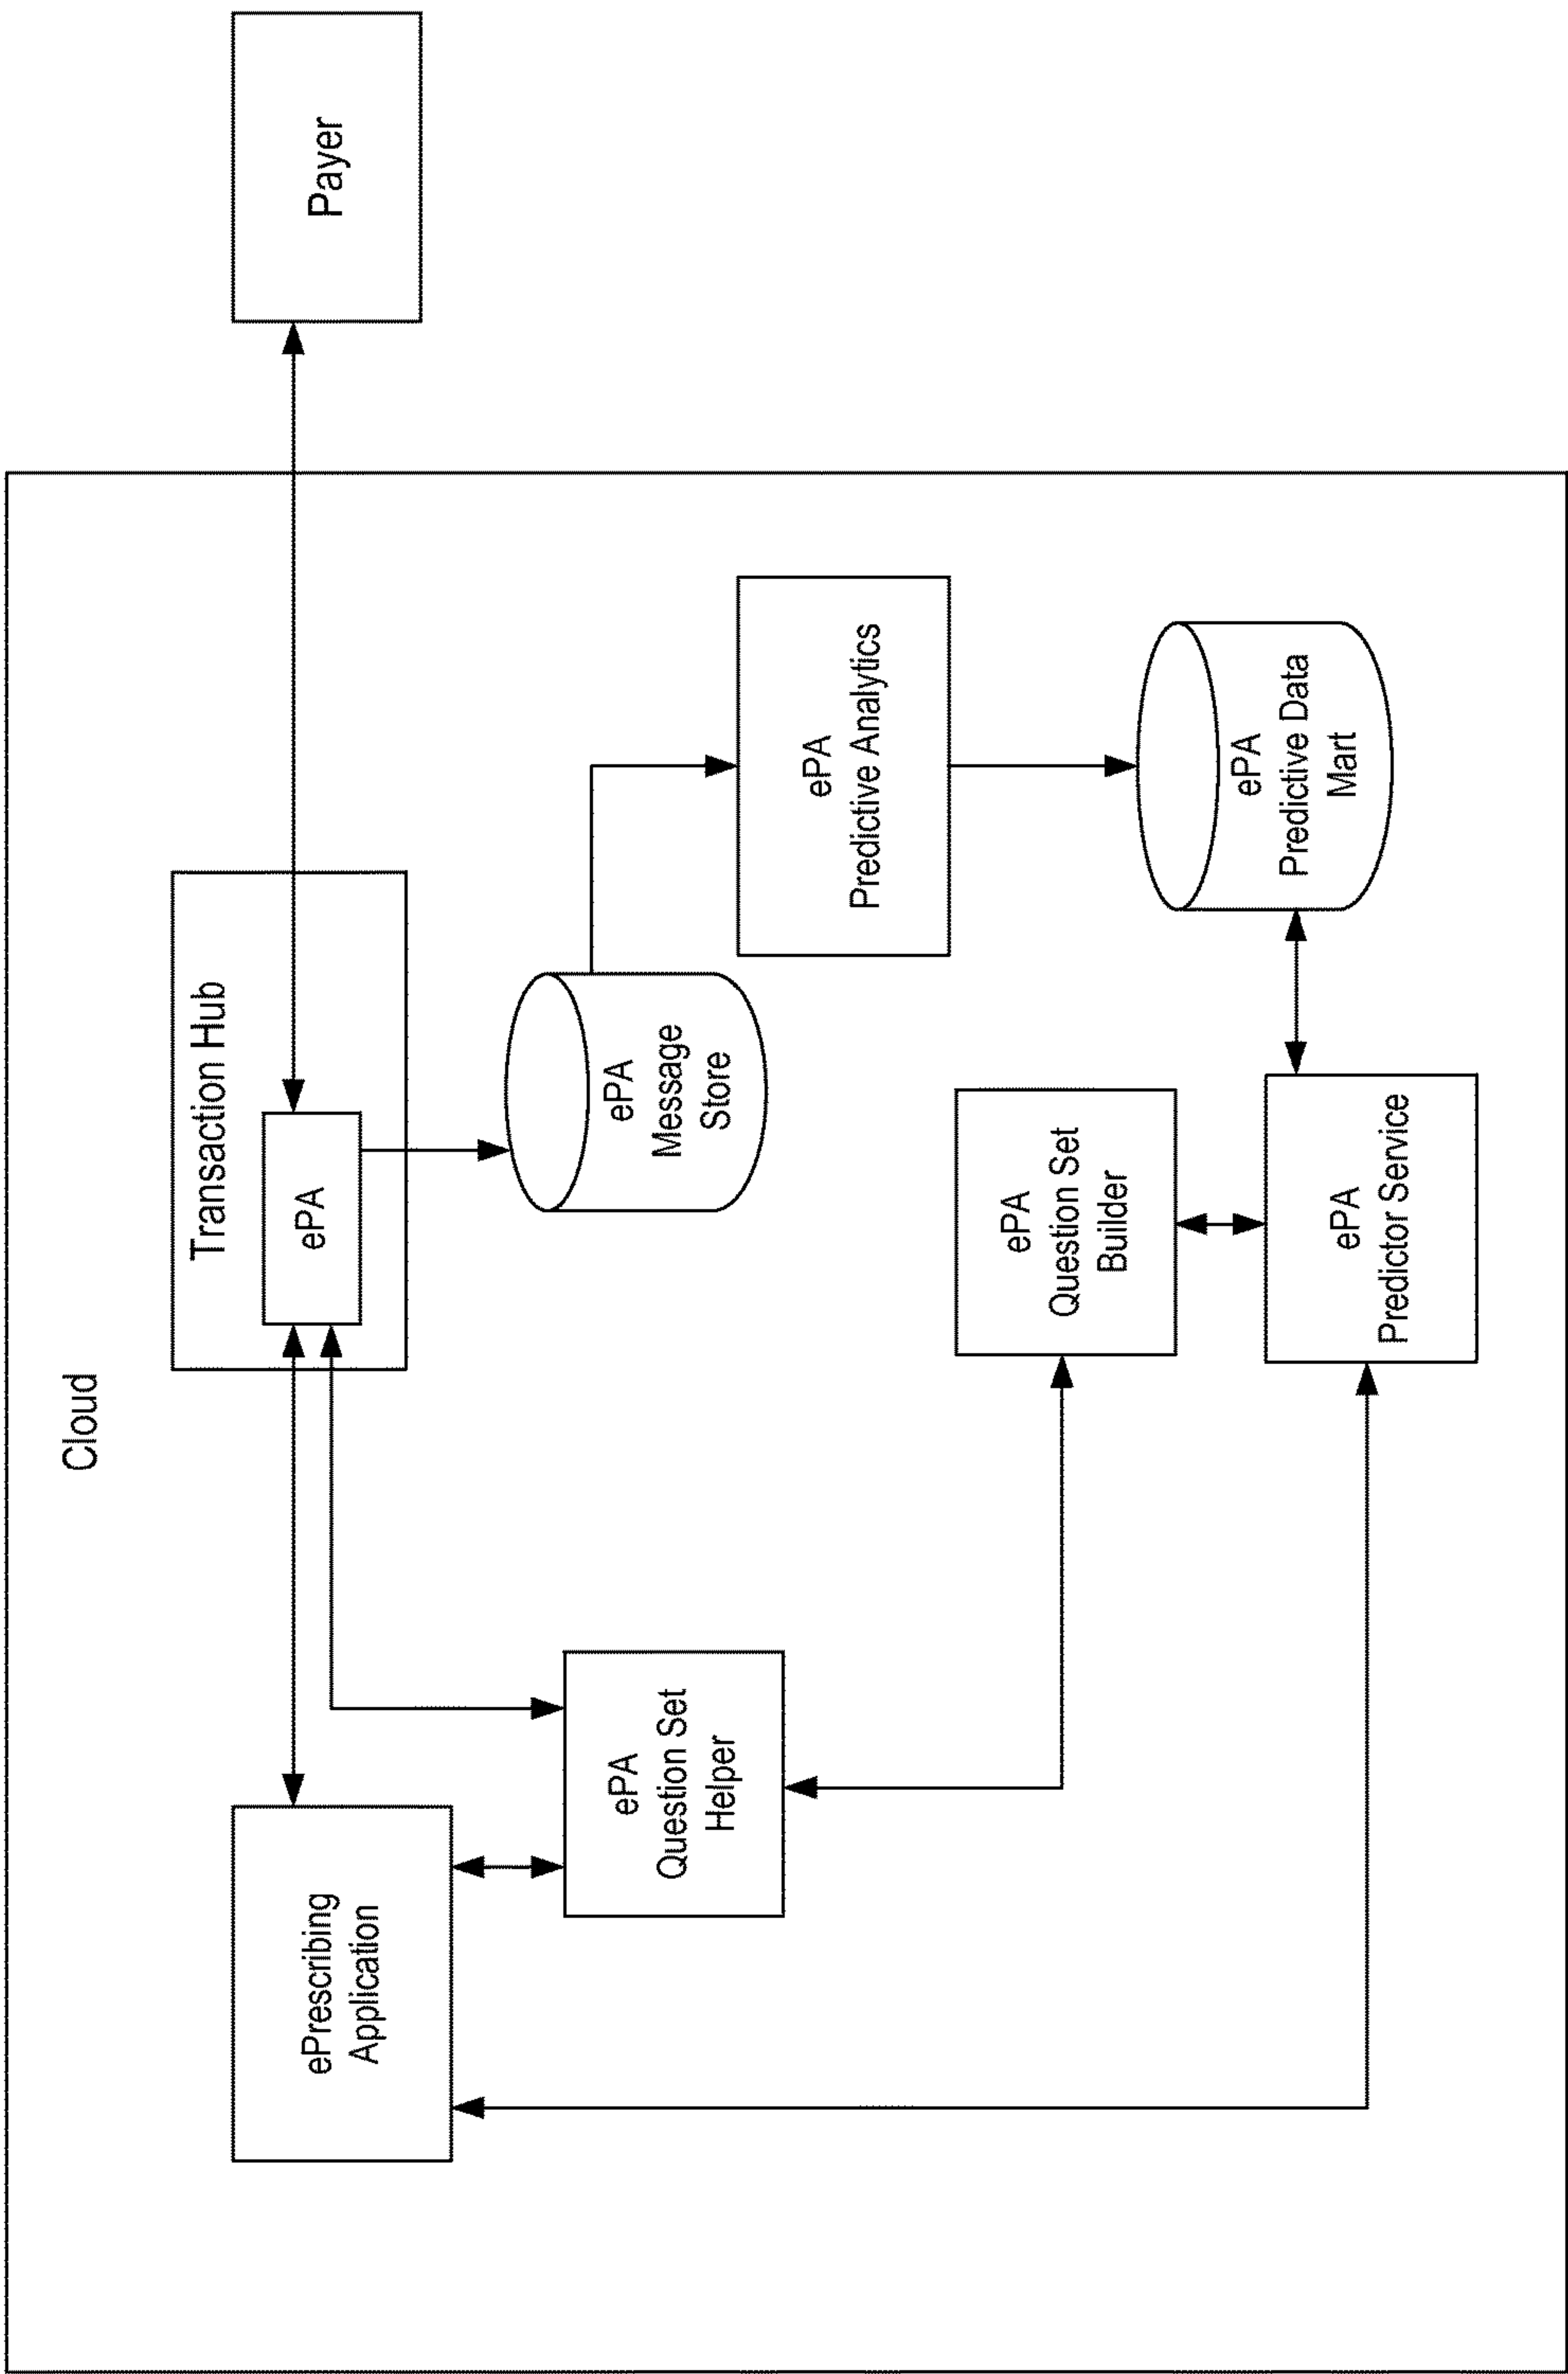 Cloud
ePrescribing
Application
Transaction Hub
ePA
Payer
ePA
Question Set
Helper
ePA
Message
Store
ePA
Predictive Analytics
ePA
Question Set
Builder
ePA
Predictor Service
ePA
Predictive Data
Mart